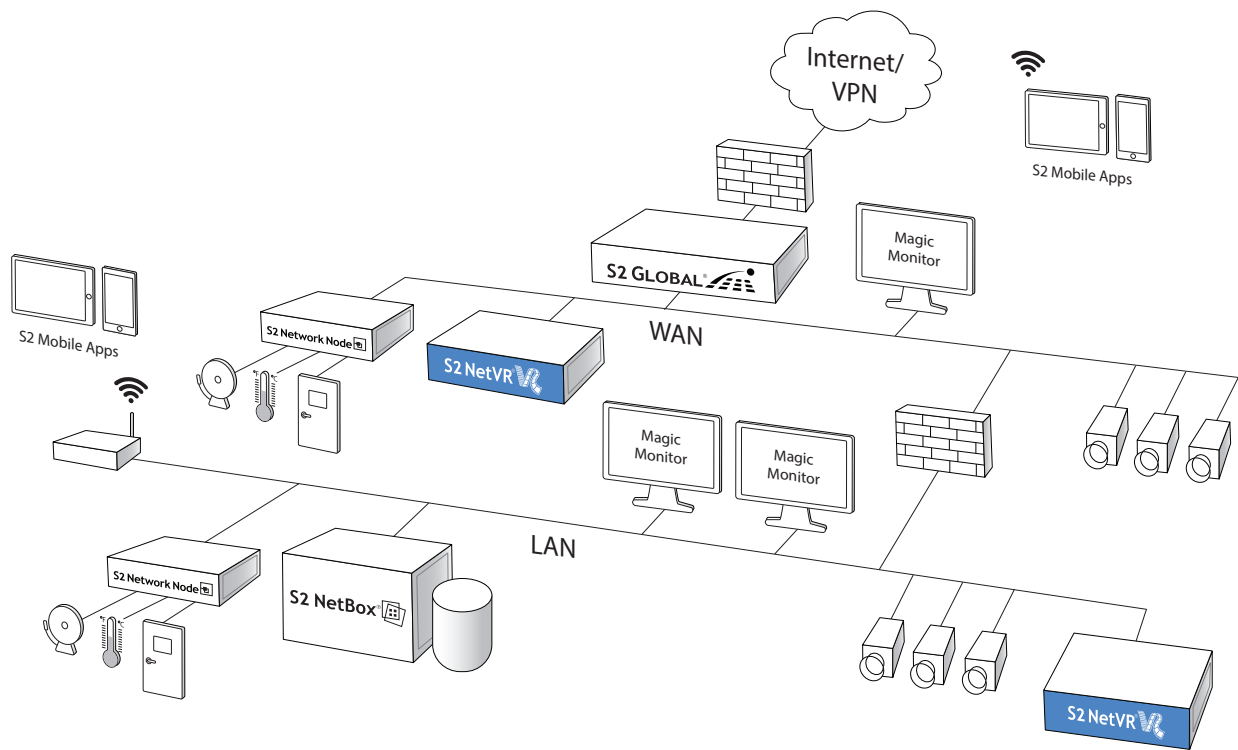 Internet/
VPN
S2 Mobile Apps
Magic
Monitor
S2 GLOBAL®
S2 Mobile Apps
S2 Network Node
°F °C
WAN
S2 NetVR
Magic
Monitor
Magic
Monitor
LAN
S2 Network Node
°F °C
S2 NetBox®
S2 NetVR